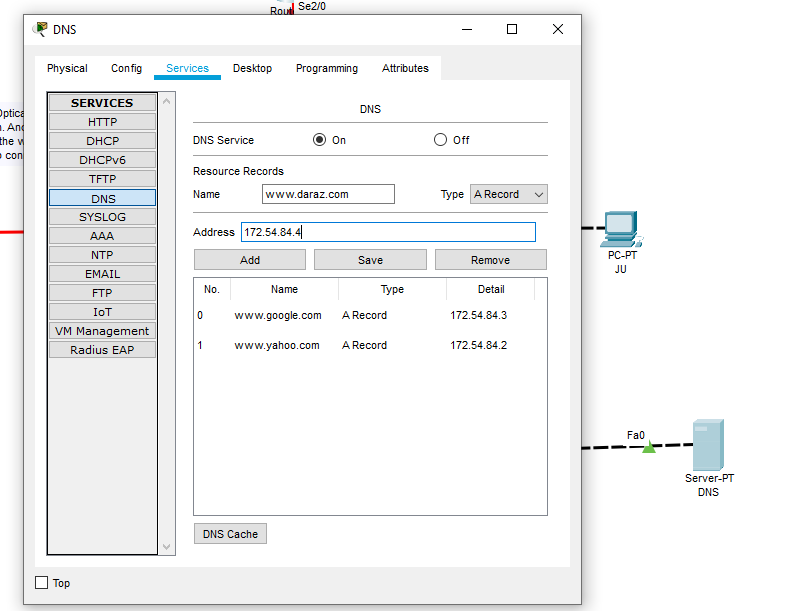 Se2/0
Rout
DNS
Physical Config Services Desktop Programming Attributes
SERVICES
HTTP
DHCP
DHCPv6
TFTP
DNS
SYSLOG
AAA
NTP
EMAIL
FTP
IoT
VM Management
Radius EAP
DNS
DNS Service On Off
Resource Records
Name www.daraz.com Type A Record
Address 172.54.84.4
Add Save Remove
No. Name Type Detail
0 www.google.com A Record 172.54.84.3
1 www.yahoo.com A Record 172.54.84.2
DNS Cache
Top
Optica
. And
the w
con
PC-PT
JU
Fa0
Server-PT
DNS